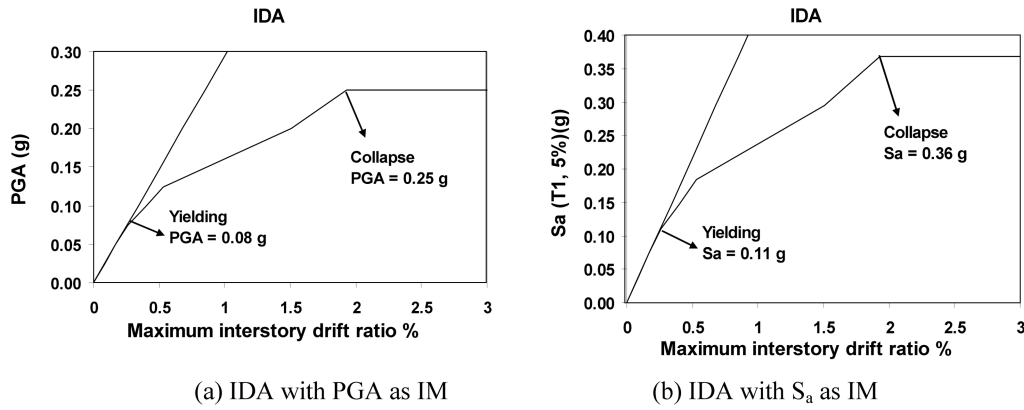 IDA
PGA (g)
0.30
0.25
0.20
0.15
0.10
0.05
0.00
Collapse
PGA = 0.25 g
Yielding
PGA = 0.08 g
0 0.5 1 1.5 2 2.5 3
Maximum interstory drift ratio %
(a) IDA with PGA as IM
IDA
Sa (T1, 5%)(g)
0.40
0.35
0.30
0.25
0.20
0.15
0.10
0.05
0.00
Collapse
Sa = 0.36 g
Yielding
Sa = 0.11 g
0 0.5 1 1.5 2 2.5 3
Maximum interstory drift ratio %
(b) IDA with Sa as IM